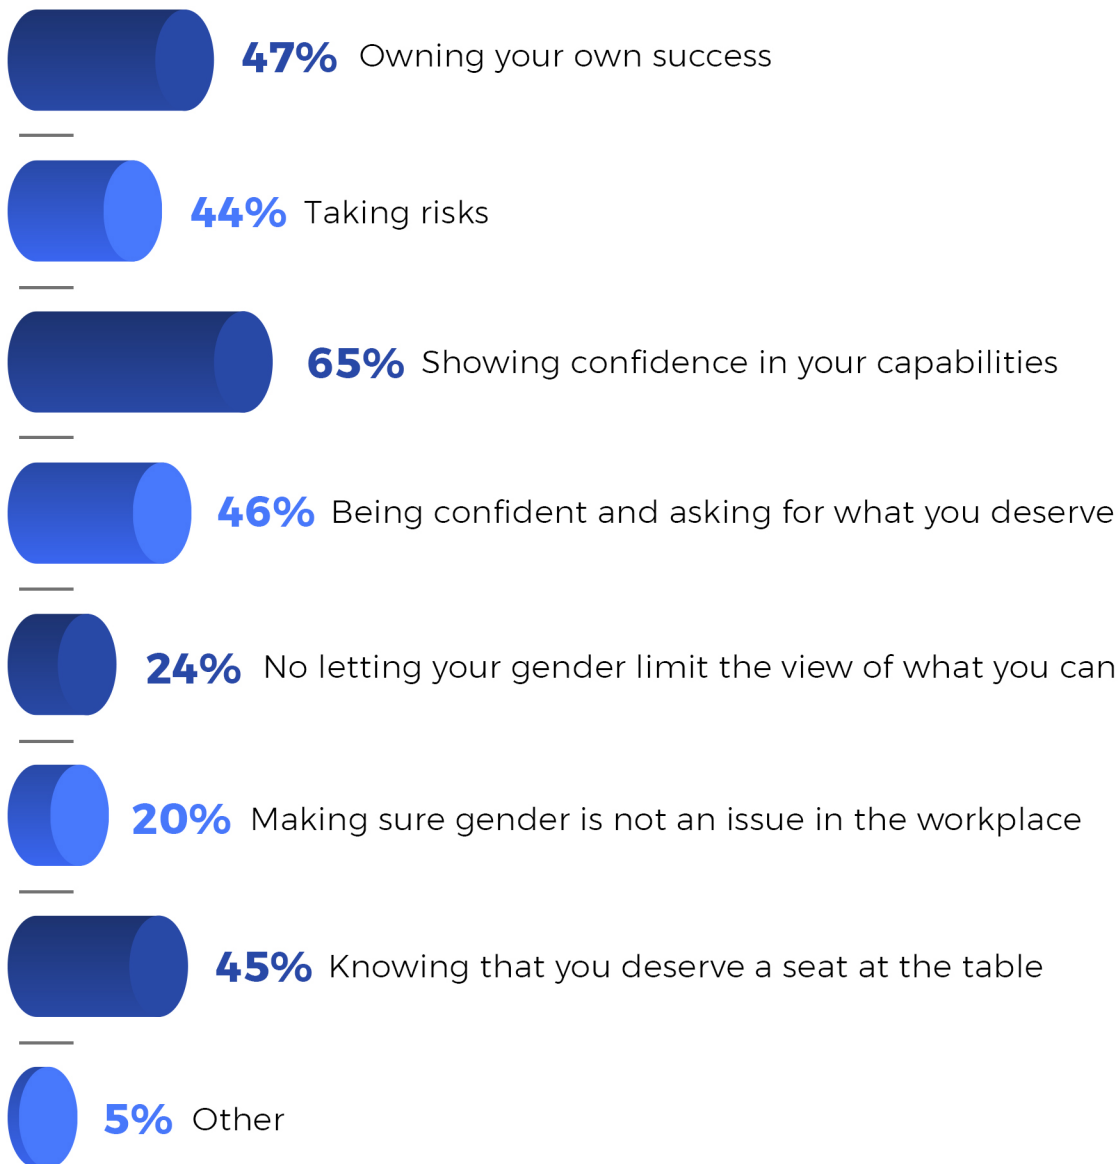 47% Owning your own success
44% Taking risks
65% Showing confidence in your capabilities
46% Being confident and asking for what you deserve
24% No letting your gender limit the view of what you can
20% Making sure gender is not an issue in the workplace
45% Knowing that you deserve a seat at the table
5% Other